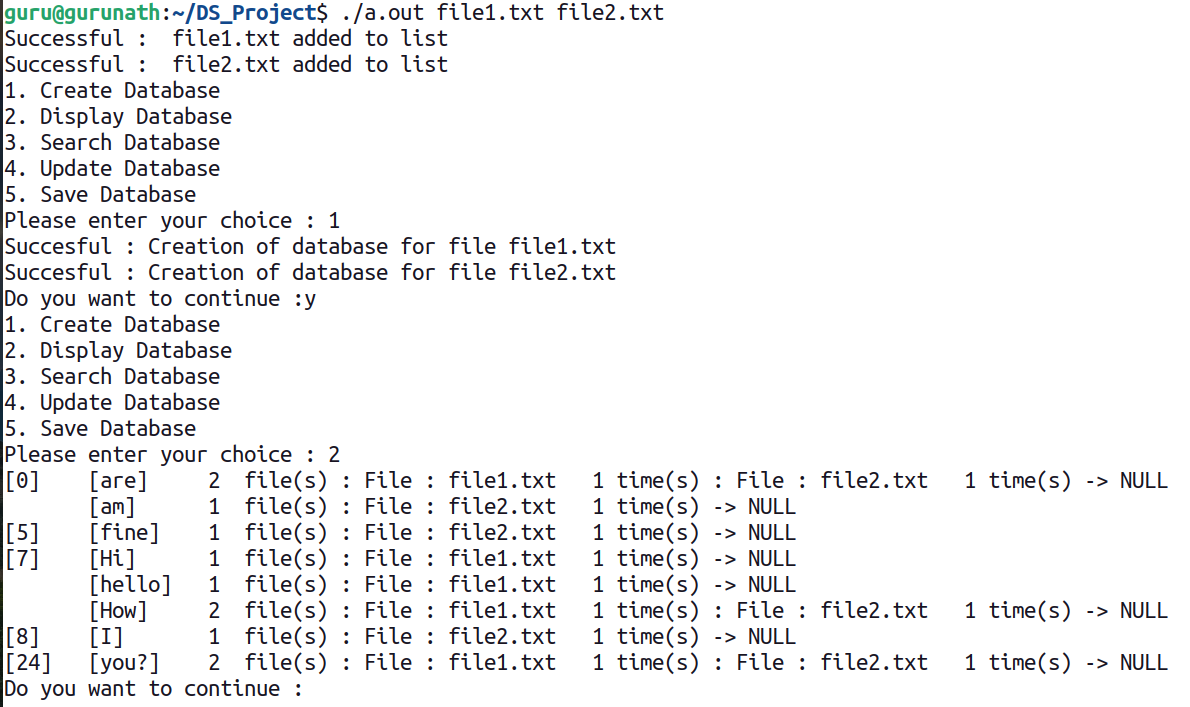 guru@gurunath:~/DS_Project$ ./a.out file1.txt file2.txt
Successful :  file1.txt added to list
Successful :  file2.txt added to list
1. Create Database
2. Display Database
3. Search Database
4. Update Database
5. Save Database
Please enter your choice : 1
Succesful : Creation of database for file file1.txt
Succesful : Creation of database for file file2.txt
Do you want to continue :y
1. Create Database
2. Display Database
3. Search Database
4. Update Database
5. Save Database
Please enter your choice : 2
[0]    [are]     2  file(s) : File : file1.txt   1 time(s) : File : file2.txt   1 time(s) -> NULL
       [am]      1  file(s) : File : file2.txt   1 time(s) -> NULL
[5]    [fine]    1  file(s) : File : file2.txt   1 time(s) -> NULL
[7]    [Hi]      1  file(s) : File : file1.txt   1 time(s) -> NULL
       [hello]   1  file(s) : File : file1.txt   1 time(s) -> NULL
       [How]     2  file(s) : File : file1.txt   1 time(s) : File : file2.txt   1 time(s) -> NULL
[8]    [I]       1  file(s) : File : file2.txt   1 time(s) -> NULL
[24]   [you?]    2  file(s) : File : file1.txt   1 time(s) : File : file2.txt   1 time(s) -> NULL
Do you want to continue :